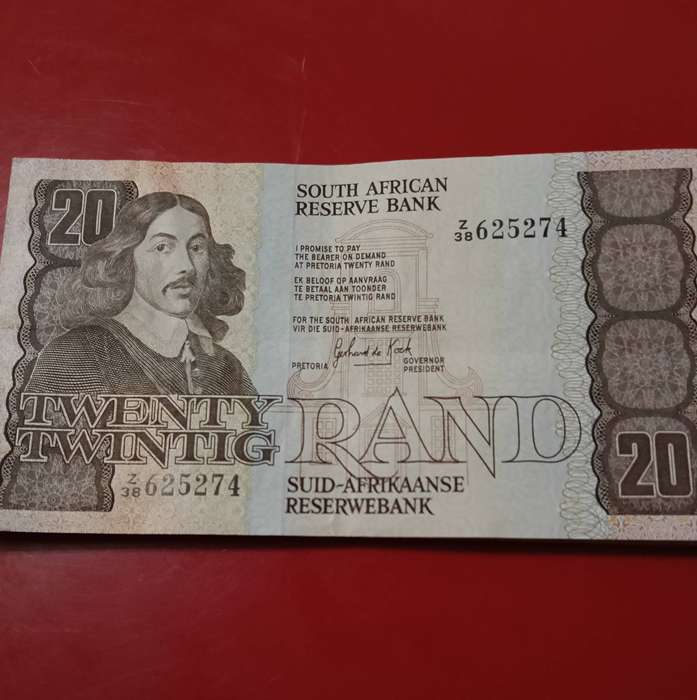 20
SOUTH AFRICAN
RESERVE BANK
Z/38 625274
I PROMISE TO PAY
THE BEARER ON DEMAND
AT PRETORIA TWENTY RAND
EK BELOOF OP AANVRAAG
TE BETAAL AAN TOONDER
TE PRETORIA TWINTIG RAND
FOR THE SOUTH AFRICAN RESERVE BANK
VIR DIE SUID-AFRIKAANSE RESERWEBANK
Gerhard de Kock
PRETORIA GOVERNOR
PRESIDENT
TWENTY RAND
TWINTIG
20
Z/38 625274
SUID-AFRIKAANSE
RESERWEBANK